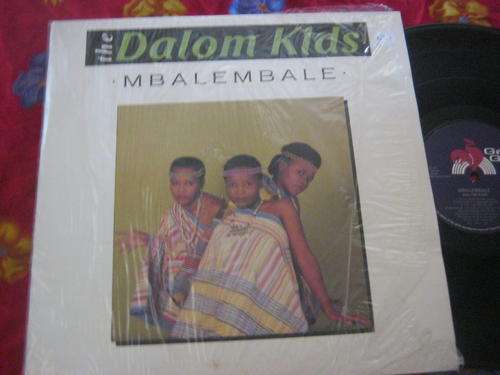 the Dalom Kids
·MBALEMBALE·